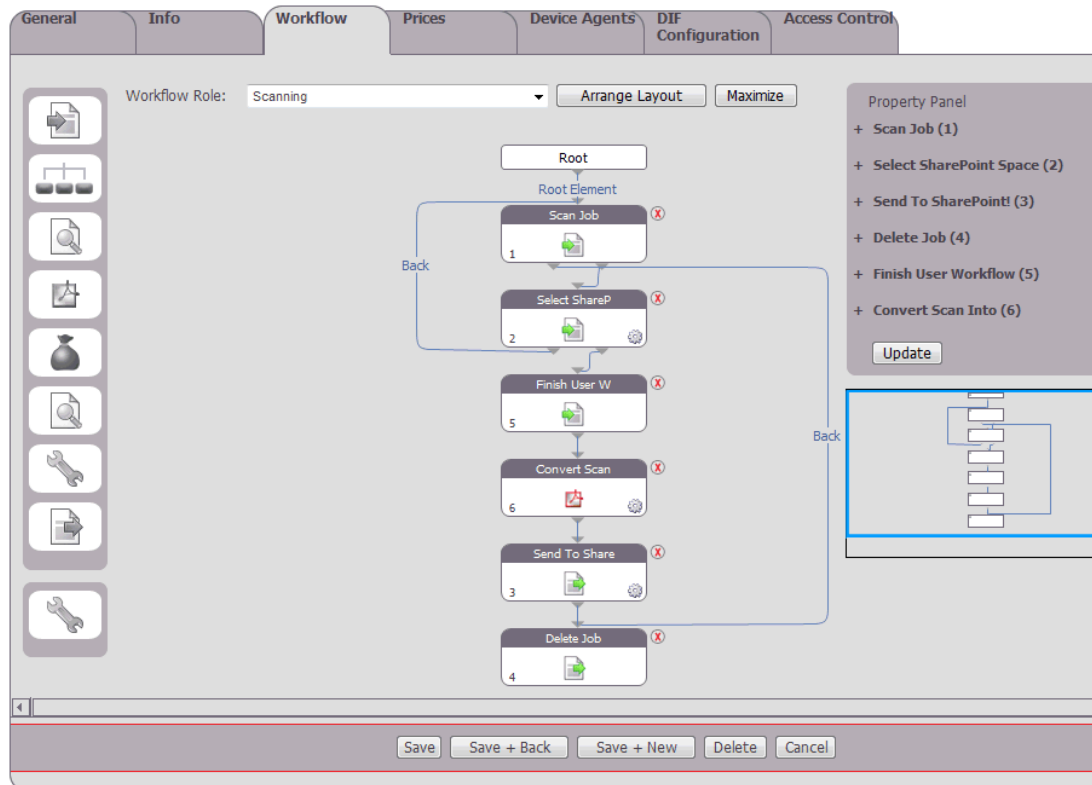 General
Info
Workflow
Prices
Device Agents
DIF
Configuration
Access Control
Workflow Role:
Scanning
Arrange Layout
Maximize
Root
Root Element
Scan Job
1
Back
Select ShareP
2
Finish User W
5
Back
Convert Scan
6
Send To Share
3
Delete Job
4
Property Panel
+ Scan Job (1)
+ Select SharePoint Space (2)
+ Send To SharePoint! (3)
+ Delete Job (4)
+ Finish User Workflow (5)
+ Convert Scan Into (6)
Update
Save
Save + Back
Save + New
Delete
Cancel